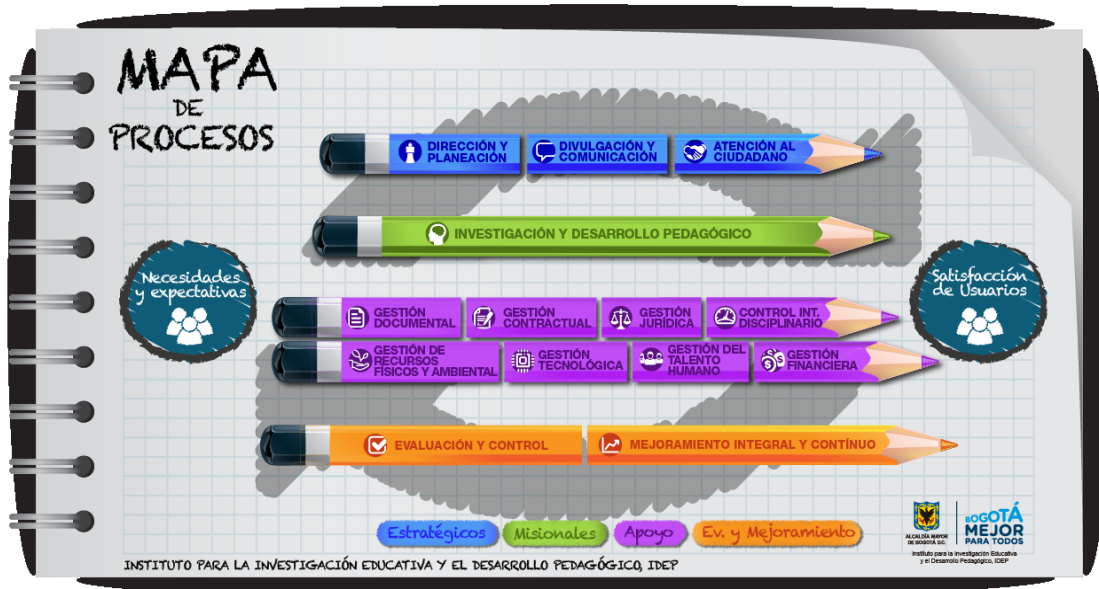 MAPA
DE
PROCESOS
DIRECCIÓN Y
PLANEACIÓN
DIVULGACIÓN Y
COMUNICACIÓN
ATENCIÓN AL
CIUDADANO
INVESTIGACIÓN Y DESARROLLO PEDAGÓGICO
Necesidades
y expectativas
Satisfacción
de Usuarios
GESTIÓN
DOCUMENTAL
GESTIÓN
CONTRACTUAL
GESTIÓN
JURÍDICA
CONTROL INT.
DISCIPLINARIO
GESTIÓN DE
RECURSOS
FÍSICOS Y AMBIENTAL
GESTIÓN
TECNOLÓGICA
GESTIÓN DEL
TALENTO
HUMANO
GESTIÓN
FINANCIERA
EVALUACIÓN Y CONTROL
MEJORAMIENTO INTEGRAL Y CONTÍNUO
Estratégicos
Misionales
Apoyo
Ev. y Mejoramiento
ALCALDÍA MAYOR
DE BOGOTÁ D.C.
BOGOTÁ
MEJOR
PARA TODOS
Instituto para la Investigación Educativa
y el Desarrollo Pedagógico, IDEP
INSTITUTO PARA LA INVESTIGACIÓN EDUCATIVA Y EL DESARROLLO PEDAGÓGICO, IDEP